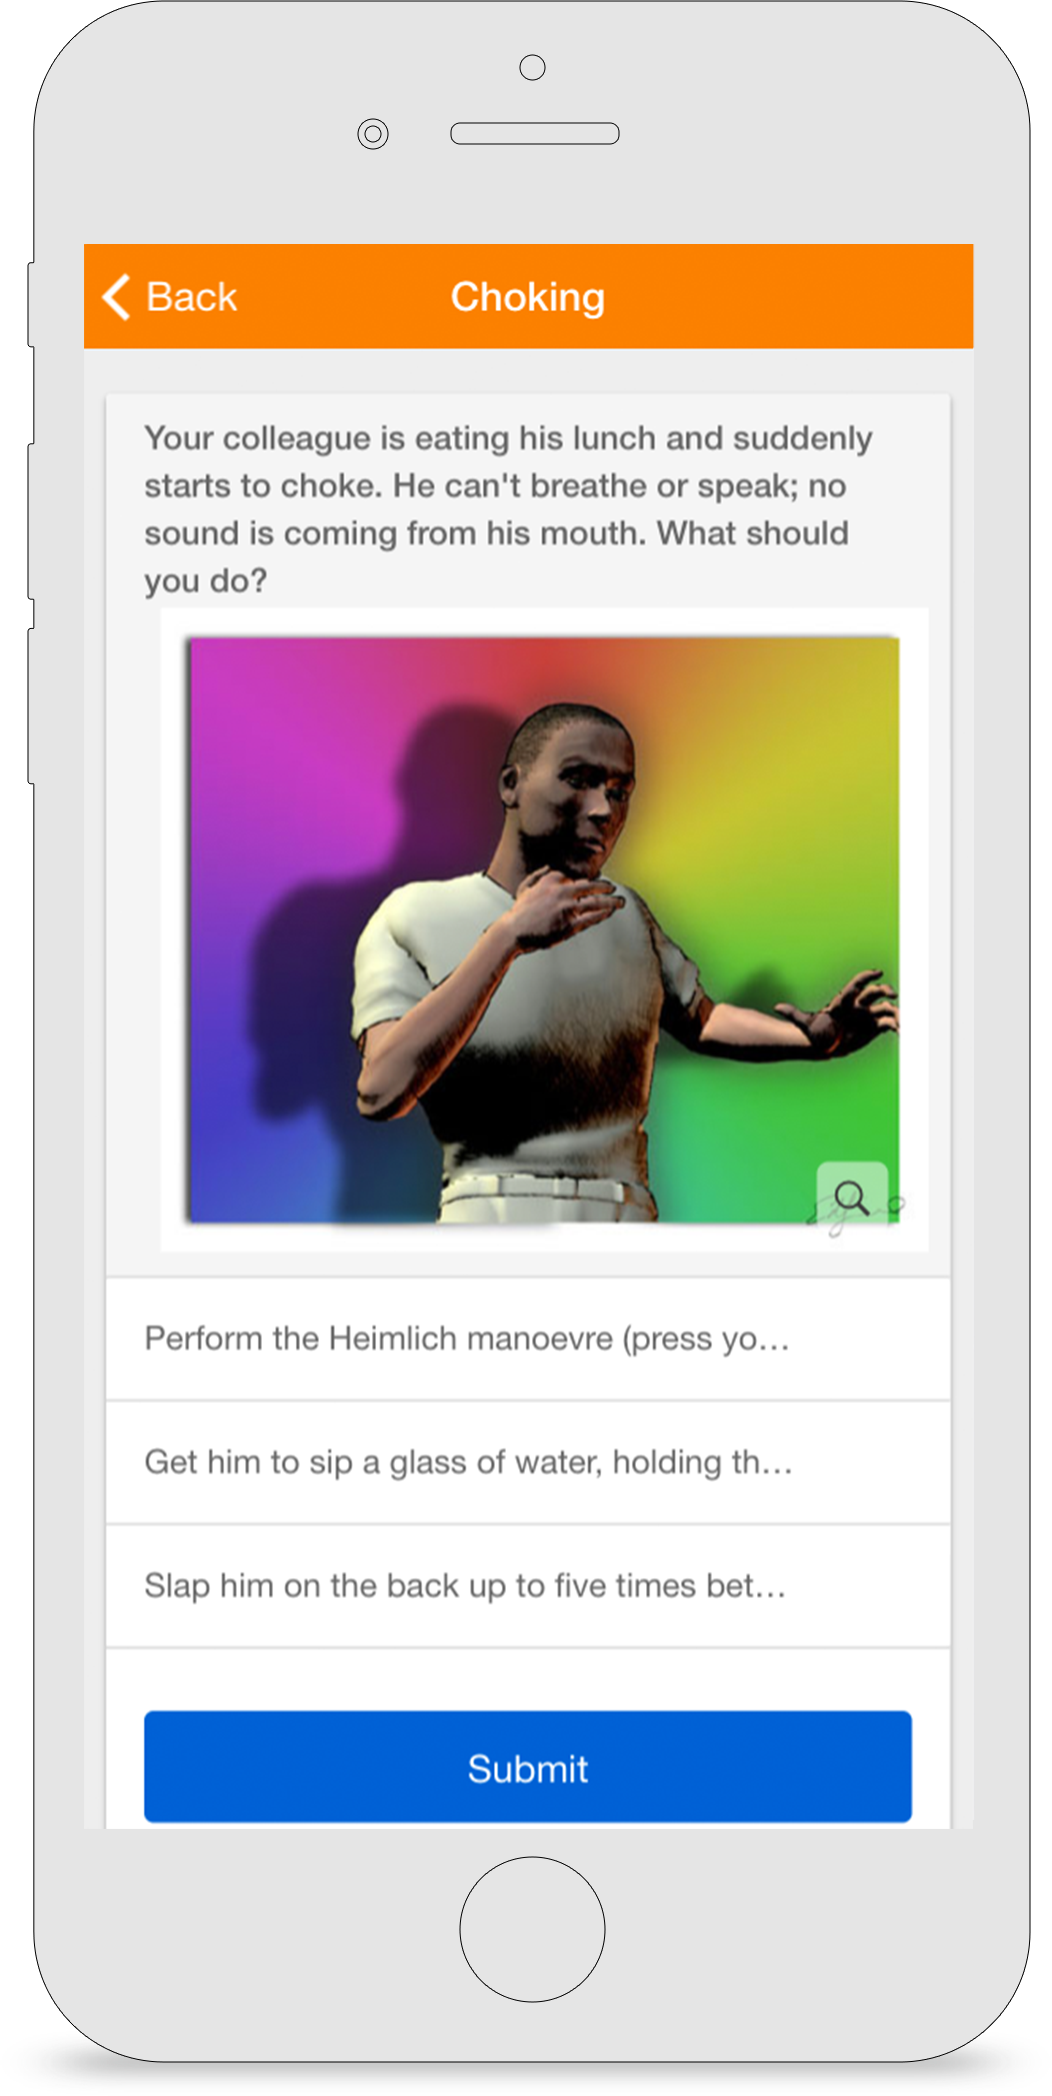 Back
Choking
Your colleague is eating his lunch and suddenly
starts to choke. He can't breathe or speak; no
sound is coming from his mouth. What should
you do?
Perform the Heimlich manoevre (press yo...
Get him to sip a glass of water, holding th...
Slap him on the back up to five times bet...
Submit